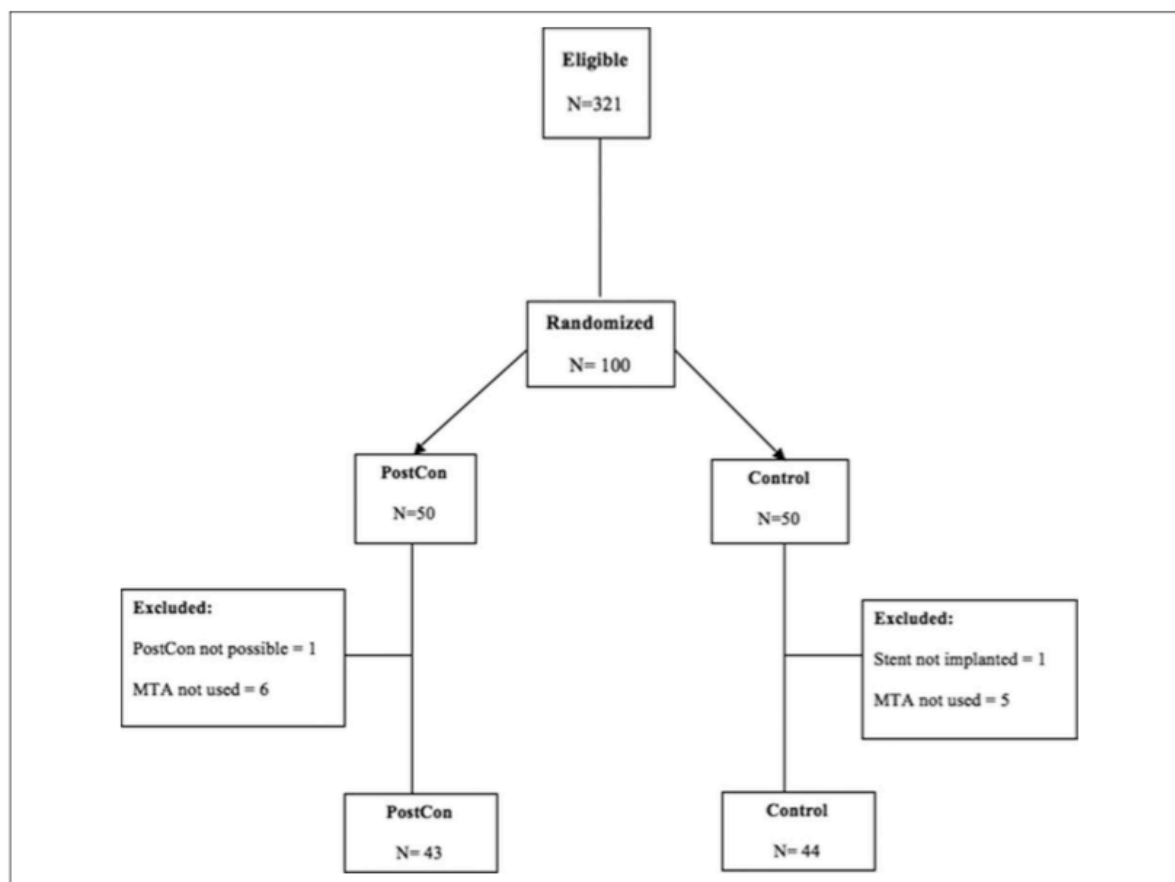 Eligible
N=321
Randomized
N= 100
PostCon
N=50
Control
N=50
Excluded:
PostCon not possible = 1
MTA not used = 6
Excluded:
Stent not implanted = 1
MTA not used = 5
PostCon
N= 43
Control
N= 44